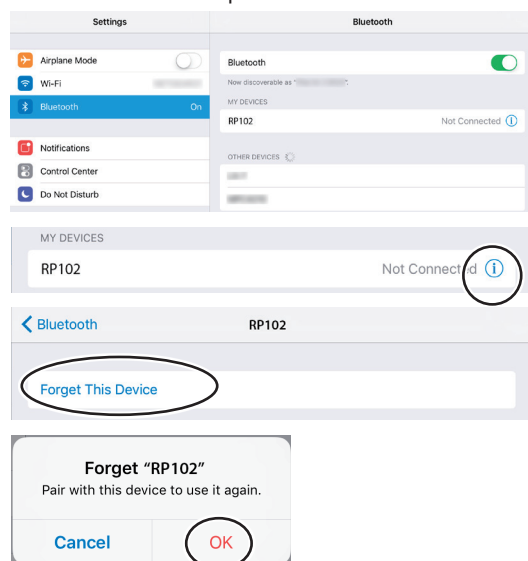 Settings
Bluetooth
Airplane Mode
Wi-Fi
Bluetooth On
Notifications
Control Center
Do Not Disturb
Bluetooth
Now discoverable as “ ”.
MY DEVICES
RP102 Not Connected
OTHER DEVICES
MY DEVICES
RP102 Not Connected
Bluetooth RP102
Forget This Device
Forget “RP102”
Pair with this device to use it again.
Cancel OK